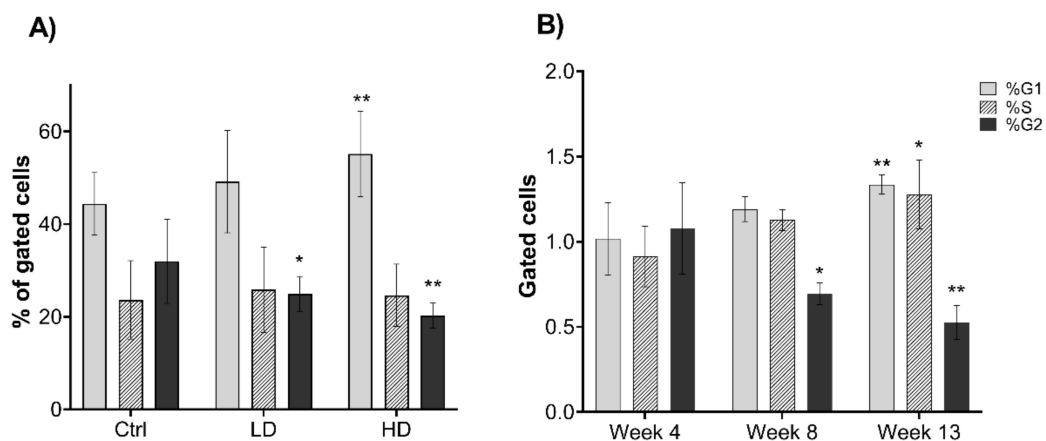 A)
% of gated cells
60
40
20
0
**
*
**
Ctrl
LD
HD
B)
Gated cells
2.0
1.5
1.0
0.5
0.0
*
**
*
**
Week 4
Week 8
Week 13
%G1
%S
%G2